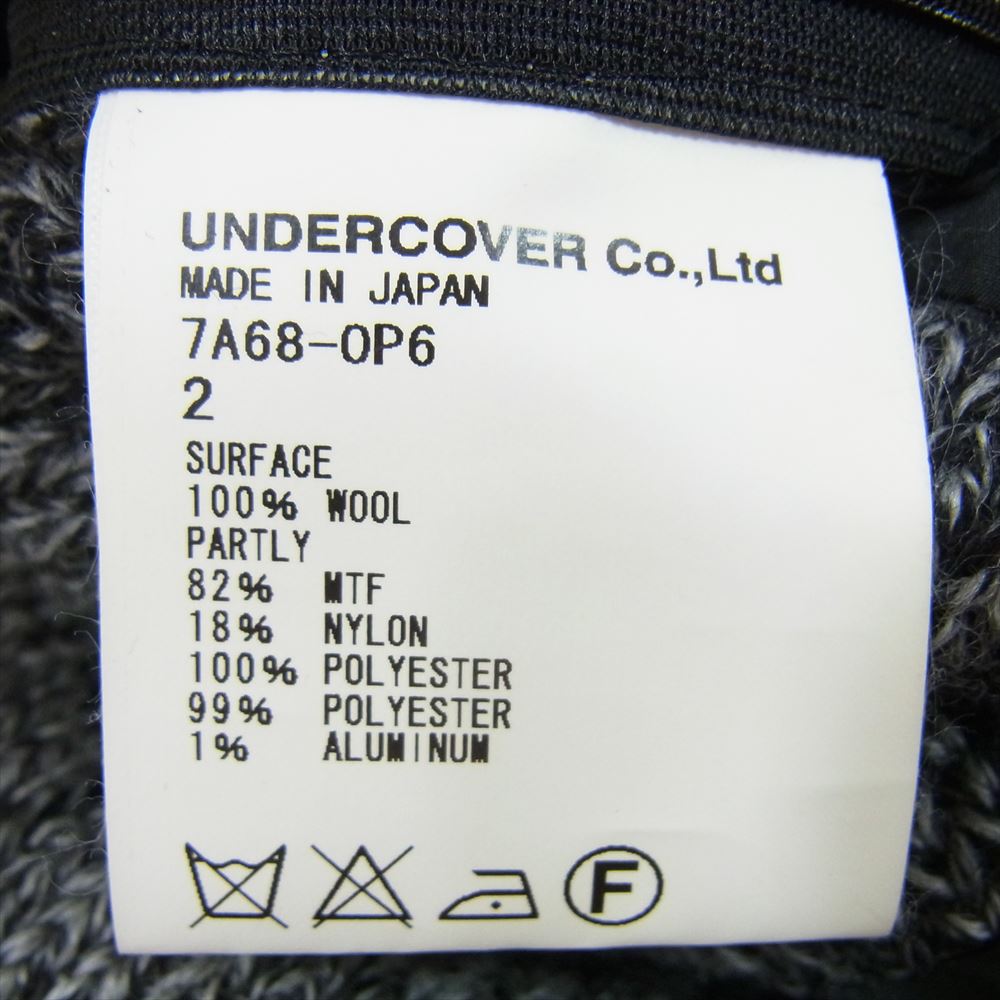 UNDERCOVER Co.,Ltd
MADE IN JAPAN
7A68-OP6
2
SURFACE
100% WOOL
PARTLY
82% MTF
18% NYLON
100% POLYESTER
99% POLYESTER
1% ALUMINUM
F